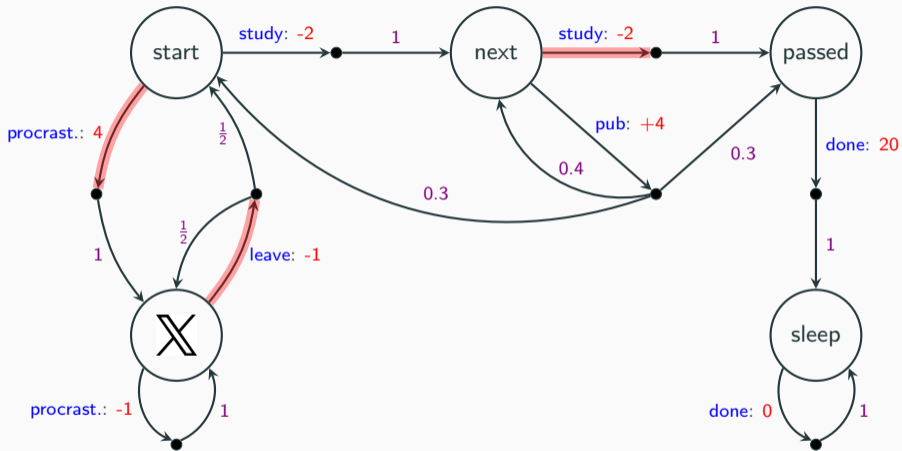 study: -2
1
study: -2
1
start
next
passed
procrast.: 4
1/2
pub: +4
0.4
0.3
done: 20
0.3
1
1/2
leave: -1
1
𝕏
sleep
procrast.: -1
1
done: 0
1